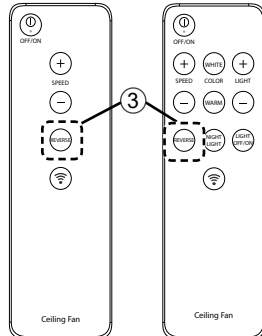 OFF/ON
+
SPEED
−
REVERSE
Ceiling Fan
3
OFF/ON
+ WHITE +
SPEED COLOR LIGHT
− WARM −
REVERSE NIGHT LIGHT LIGHT OFF/ON
Ceiling Fan